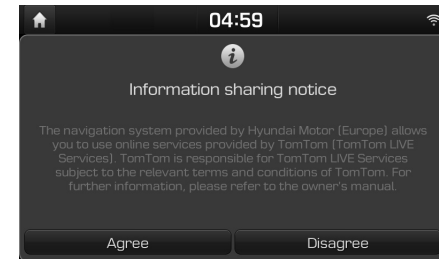 04:59
i
Information sharing notice
The navigation system provided by Hyundai Motor (Europe) allows
you to use online services provided by TomTom (TomTom LIVE
Services). TomTom is responsible for TomTom LIVE Services
subject to the relevant terms and conditions of TomTom. For
further information, please refer to the owner's manual.
Agree
Disagree